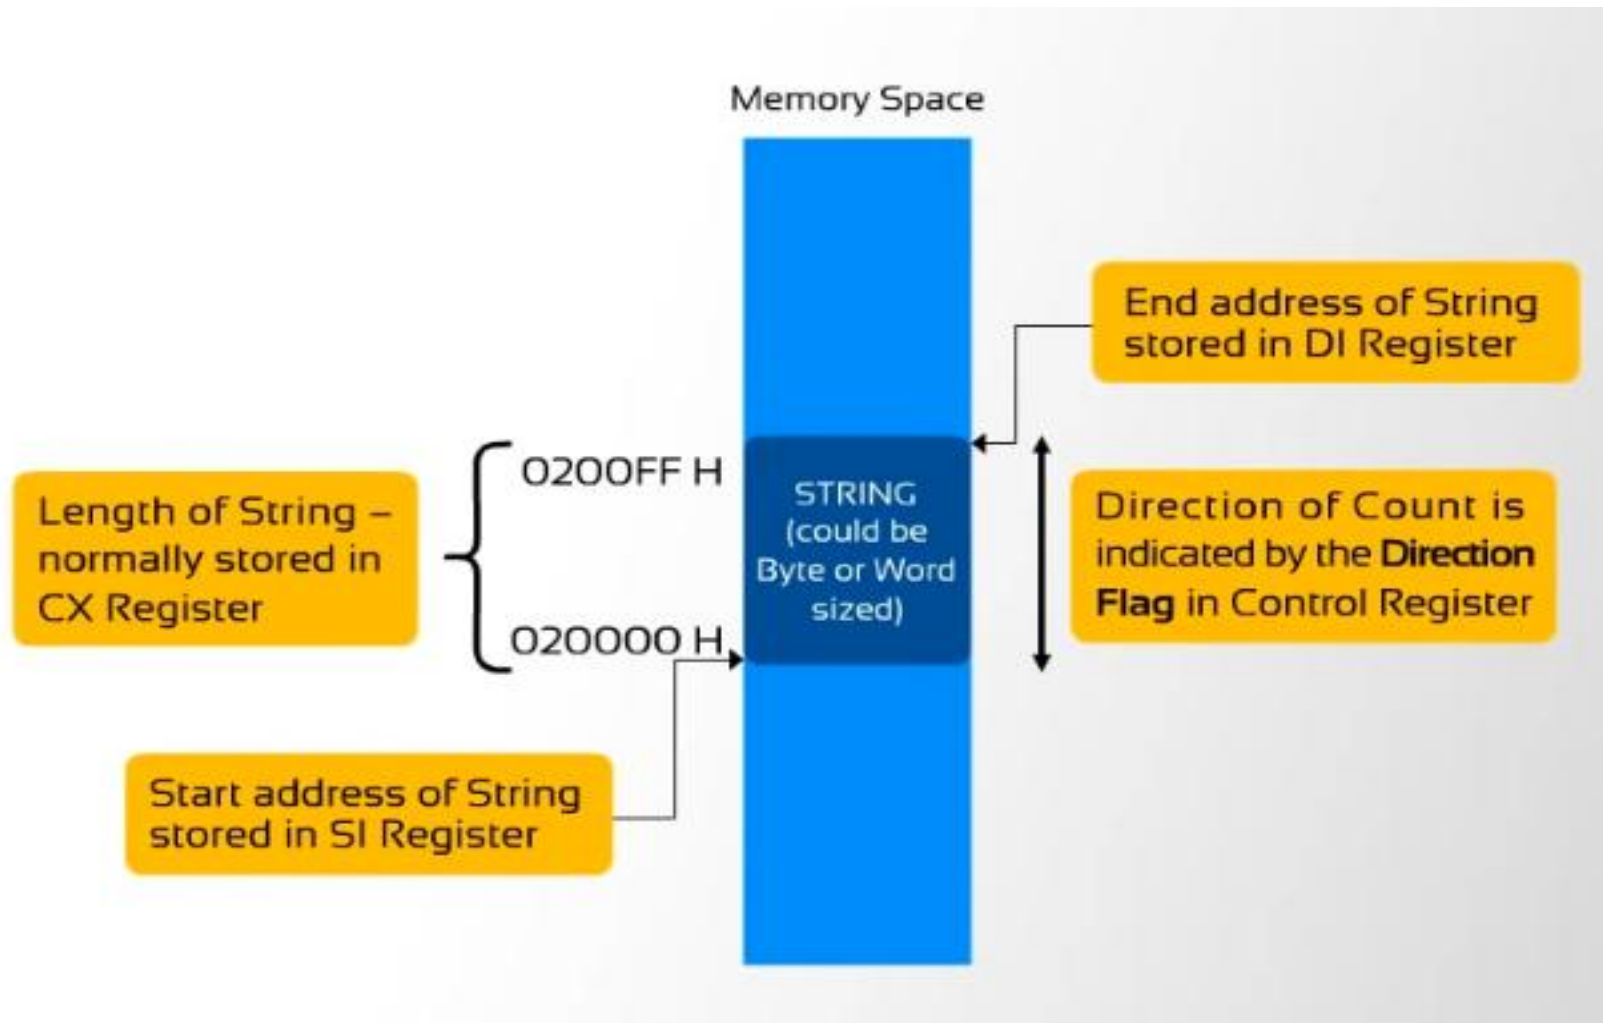 Memory Space
End address of String
stored in DI Register
0200FF H
STRING
(could be
Byte or Word
sized)
Length of String –
normally stored in
CX Register
Direction of Count is
indicated by the Direction
Flag in Control Register
020000 H
Start address of String
stored in SI Register